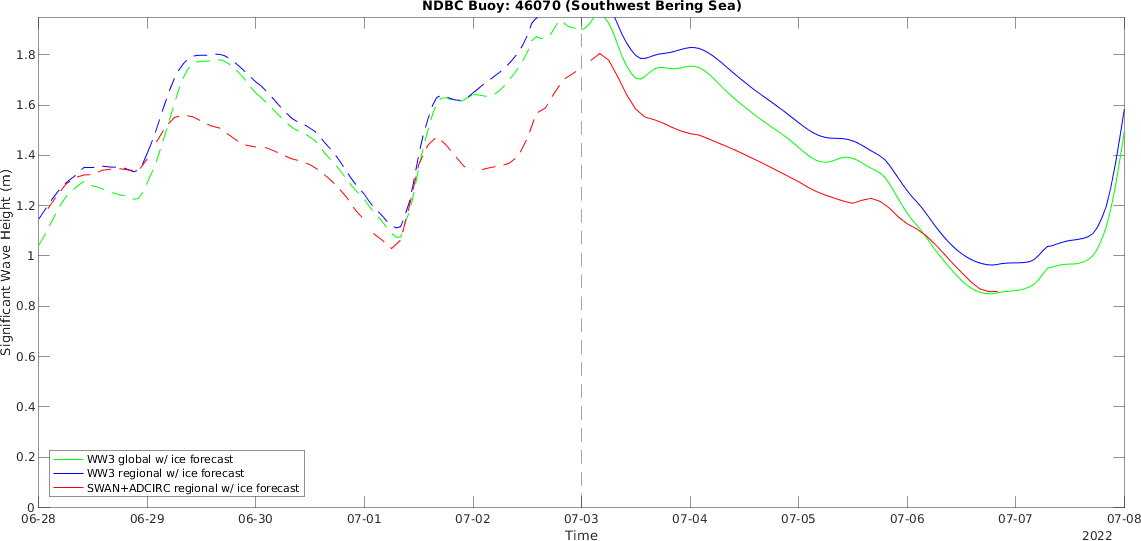 NDBC Buoy: 46070 (Southwest Bering Sea)
Significant Wave Height (m)
1.8
1.6
1.4
1.2
1
0.8
0.6
0.4
0.2
0
WW3 global w/ ice forecast
WW3 regional w/ ice forecast
SWAN+ADCIRC regional w/ ice forecast
06-28 06-29 06-30 07-01 07-02 07-03 07-04 07-05 07-06 07-07 07-08
Time
2022